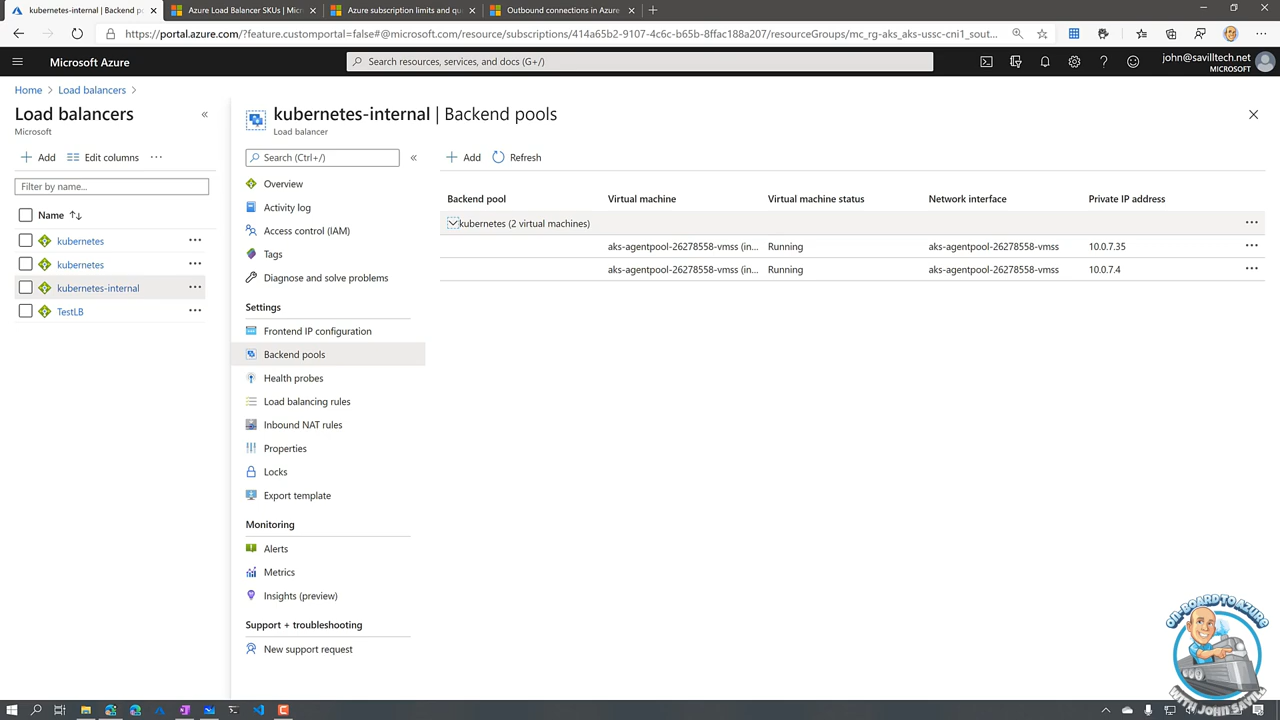 kubernetes-internal | Backend p
Azure Load Balancer SKUs | Micr
Azure subscription limits and qu
Outbound connections in Azure
https://portal.azure.com/?feature.customportal=false#@microsoft.com/resource/subscriptions/414a65b2-9107-4c6c-b65b-8ffac188a207/resourceGroups/mc_rg-aks_aks-ussc-cni1_sout...
Microsoft Azure
Search resources, services, and docs (G+/)
john@savilltech.net
MICROSOFT
Home > Load balancers >
Load balancers
Microsoft
Add
Edit columns
Filter by name...
Name
kubernetes
kubernetes
kubernetes-internal
TestLB
kubernetes-internal | Backend pools
Load balancer
Search (Ctrl+/)
Overview
Activity log
Access control (IAM)
Tags
Diagnose and solve problems
Settings
Frontend IP configuration
Backend pools
Health probes
Load balancing rules
Inbound NAT rules
Properties
Locks
Export template
Monitoring
Alerts
Metrics
Insights (preview)
Support + troubleshooting
New support request
Add
Refresh
Backend pool Virtual machine Virtual machine status Network interface Private IP address
kubernetes (2 virtual machines)
aks-agentpool-26278558-vmss (in... Running aks-agentpool-26278558-vmss 10.0.7.35
aks-agentpool-26278558-vmss (in... Running aks-agentpool-26278558-vmss 10.0.7.4
ON-BOARD TO AZURE
WITH JOHN SAVILL